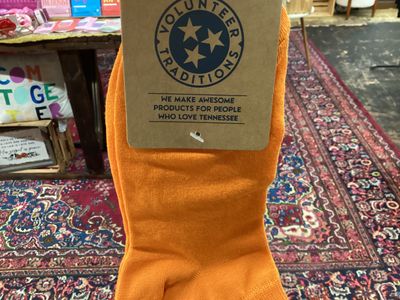 VOLUNTEER
TRADITIONS
WE MAKE AWESOME
PRODUCTS FOR PEOPLE
WHO LOVE TENNESSEE